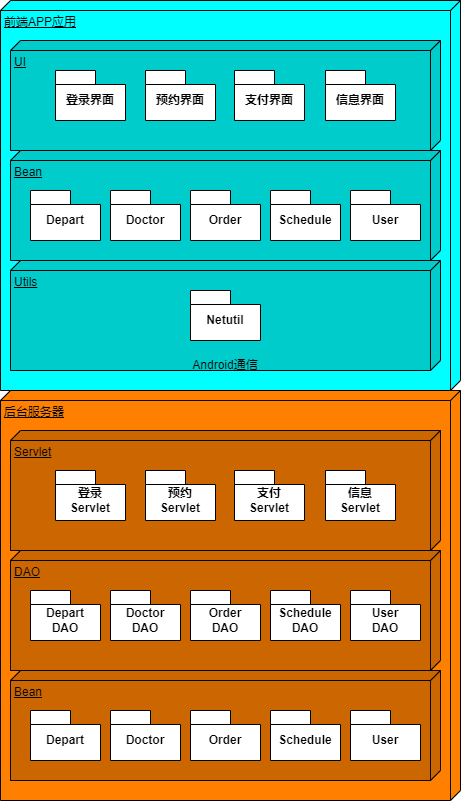 前端APP应用
UI
登录界面 预约界面 支付界面 信息界面
Bean
Depart Doctor Order Schedule User
Utils
Netutil
Android通信
后台服务器
Servlet
登录 预约 支付 信息
Servlet Servlet Servlet Servlet
DAO
Depart Doctor Order Schedule User
DAO DAO DAO DAO DAO
Bean
Depart Doctor Order Schedule User